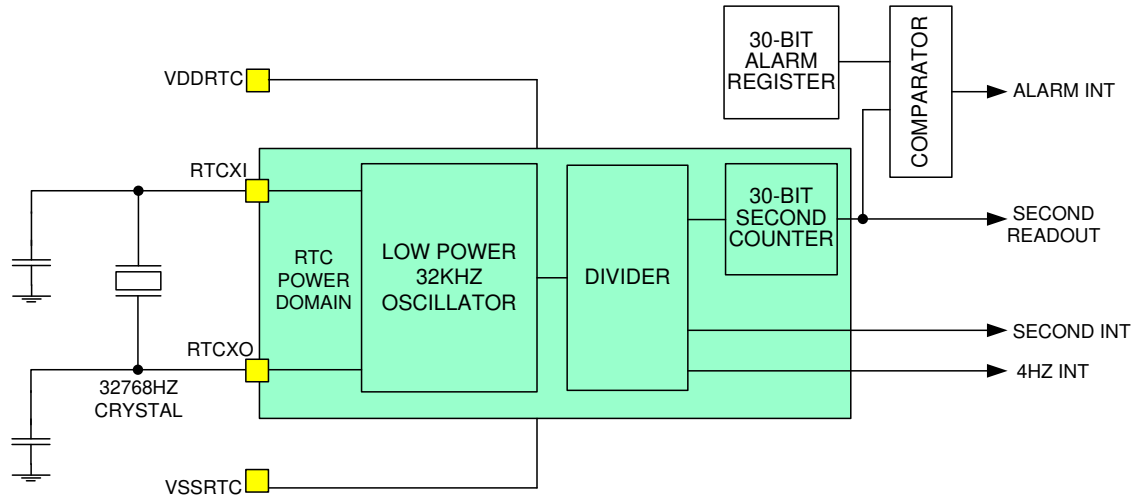 30-BIT
ALARM
REGISTER
COMPARATOR
ALARM INT
VDDRTC
RTCXI
30-BIT
SECOND
COUNTER
SECOND
READOUT
RTC
POWER
DOMAIN
LOW POWER
32KHZ
OSCILLATOR
DIVIDER
SECOND INT
RTCXO
4HZ INT
32768HZ
CRYSTAL
VSSRTC